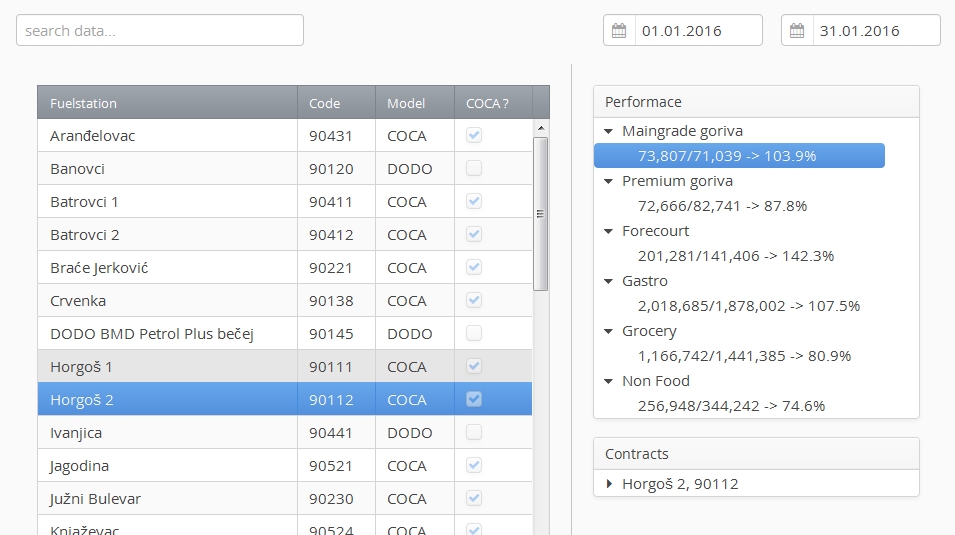 search data...
01.01.2016
31.01.2016
Fuelstation Code Model COCA ?
Aranđelovac 90431 COCA
Banovci 90120 DODO
Batrovci 1 90411 COCA
Batrovci 2 90412 COCA
Braće Jerković 90221 COCA
Crvenka 90138 COCA
DODO BMD Petrol Plus bečej 90145 DODO
Horgoš 1 90111 COCA
Horgoš 2 90112 COCA
Ivanjica 90441 DODO
Jagodina 90521 COCA
Južni Bulevar 90230 COCA
Knjaževac 90524 COCA
Performace
Maingrade goriva
73,807/71,039 -> 103.9%
Premium goriva
72,666/82,741 -> 87.8%
Forecourt
201,281/141,406 -> 142.3%
Gastro
2,018,685/1,878,002 -> 107.5%
Grocery
1,166,742/1,441,385 -> 80.9%
Non Food
256,948/344,242 -> 74.6%
Contracts
Horgoš 2, 90112